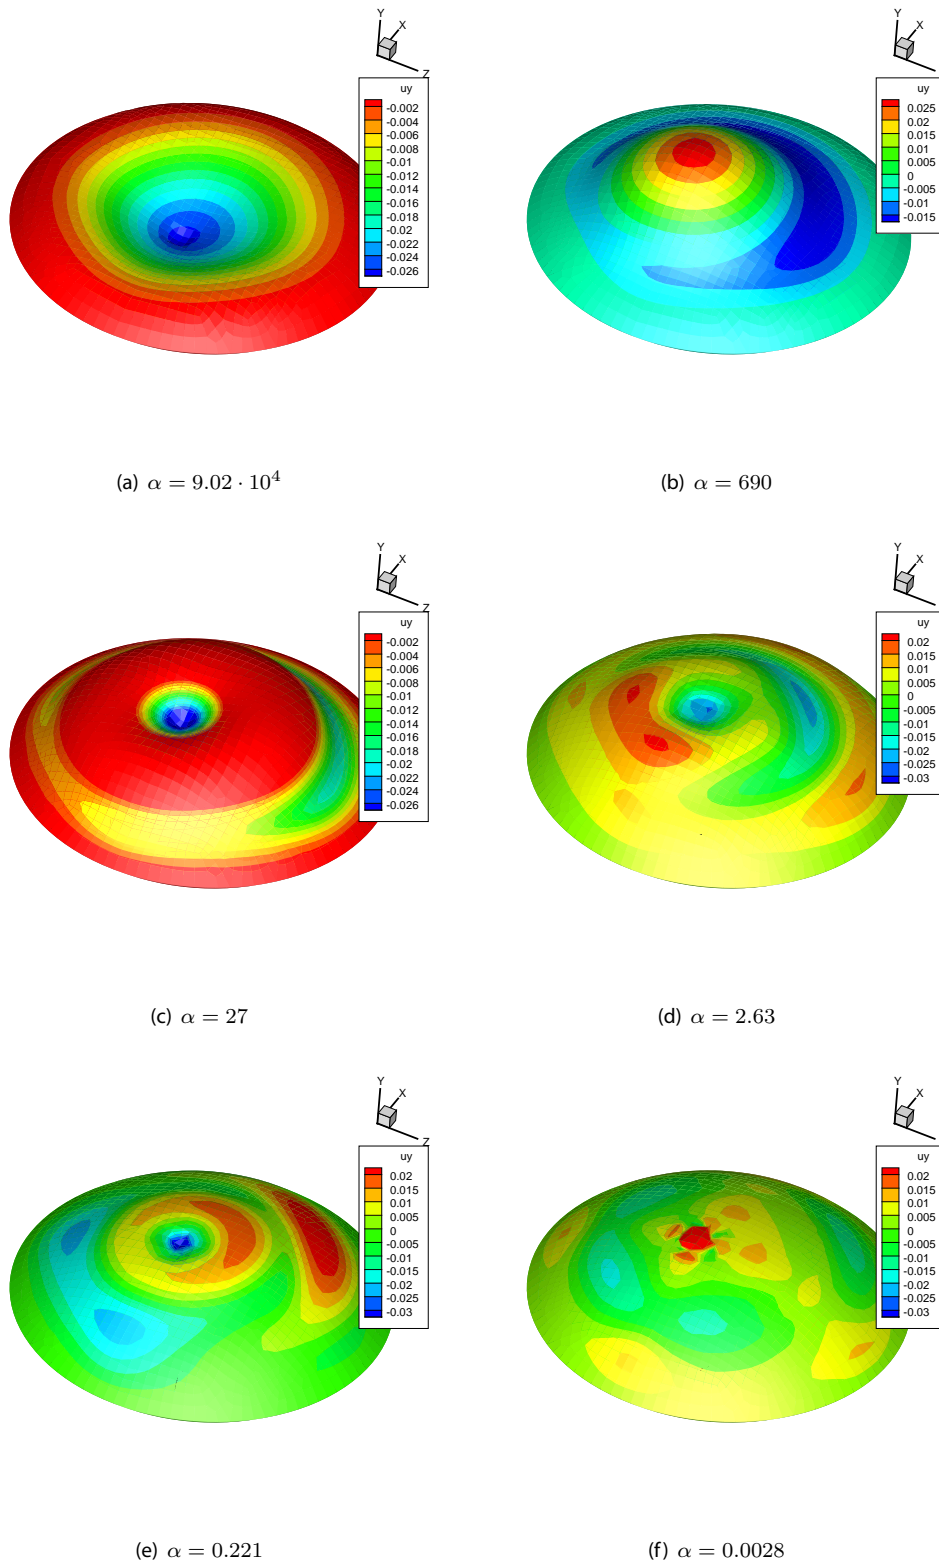 Y
X
Z
uy
-0.002
-0.004
-0.006
-0.008
-0.01
-0.014
-0.016
-0.018
-0.02
-0.022
-0.024
-0.026
(a) α = 9.02 · 10⁴
Y
X
Z
uy
0.025
0.02
0.015
0.01
0.005
0
-0.005
-0.01
-0.015
(b) α = 690
Y
X
Z
uy
-0.002
-0.004
-0.006
-0.008
-0.01
-0.014
-0.016
-0.018
-0.02
-0.022
-0.024
-0.026
(c) α = 27
Y
X
Z
uy
0.02
0.015
0.01
0.005
0
-0.005
-0.01
-0.015
-0.02
-0.025
-0.03
(d) α = 2.63
Y
X
Z
uy
0.02
0.015
0.01
0.005
0
-0.005
-0.01
-0.015
-0.02
-0.025
-0.03
(e) α = 0.221
Y
X
Z
uy
0.02
0.015
0.01
0.005
0
-0.005
-0.01
-0.015
-0.02
-0.025
-0.03
(f) α = 0.0028